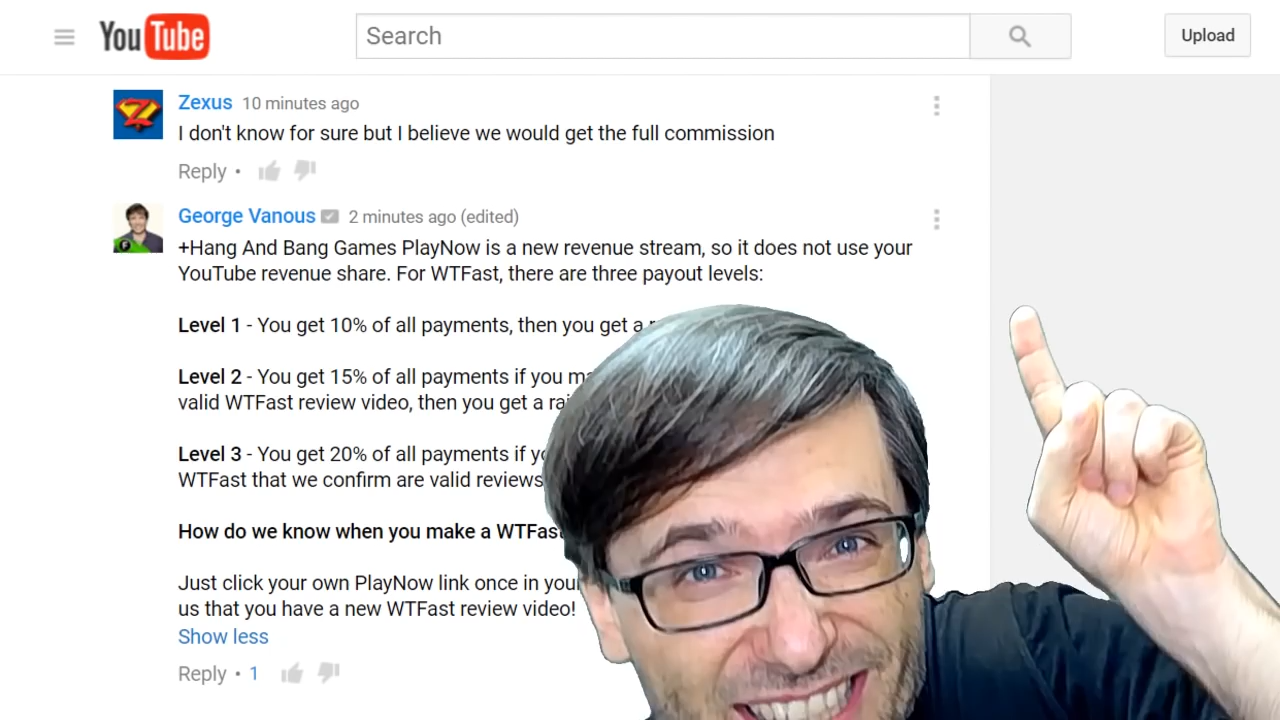 YouTube
Search
Upload
Zexus 10 minutes ago
I don't know for sure but I believe we would get the full commission
Reply •
George Vanous 2 minutes ago (edited)
+Hang And Bang Games PlayNow is a new revenue stream, so it does not use your
YouTube revenue share. For WTFast, there are three payout levels:
Level 1 - You get 10% of all payments, then you get a
Level 2 - You get 15% of all payments if you
valid WTFast review video, then you get a
Level 3 - You get 20% of all payments if
WTFast that we confirm are valid reviews
How do we know when you make a WTFast
Just click your own PlayNow link once in your
us that you have a new WTFast review video!
Show less
Reply • 1